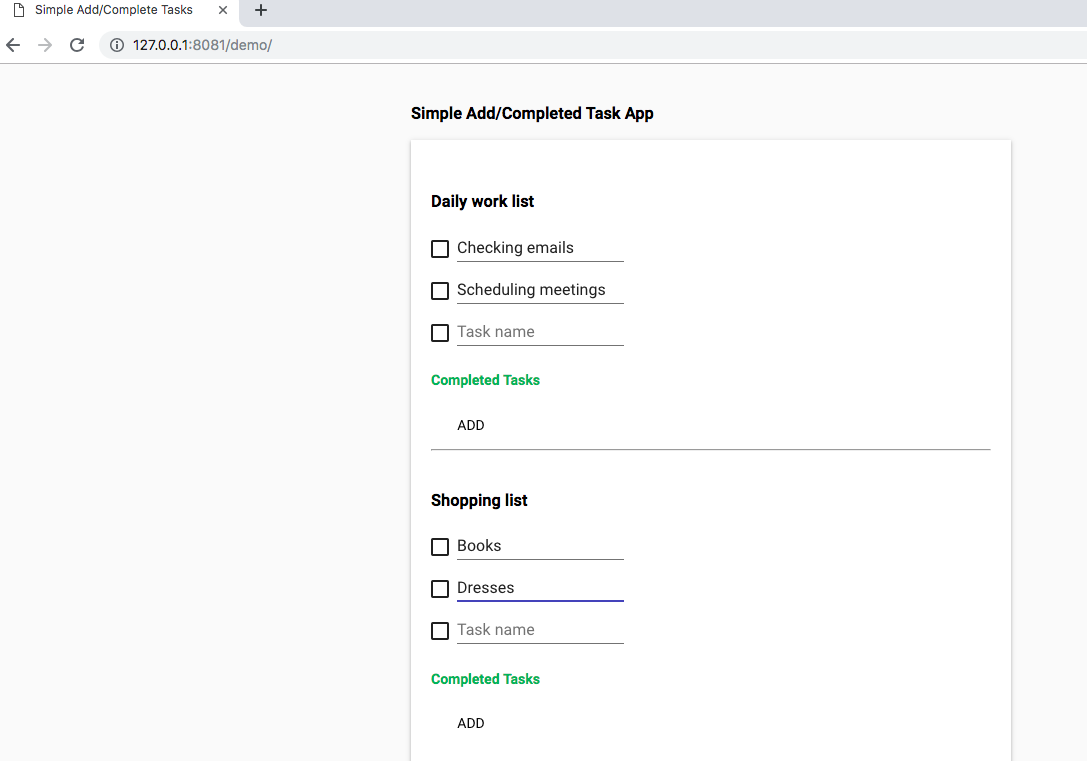 Simple Add/Complete Tasks
127.0.0.1:8081/demo/
Simple Add/Completed Task App
Daily work list
Checking emails
Scheduling meetings
Task name
Completed Tasks
ADD
Shopping list
Books
Dresses
Task name
Completed Tasks
ADD